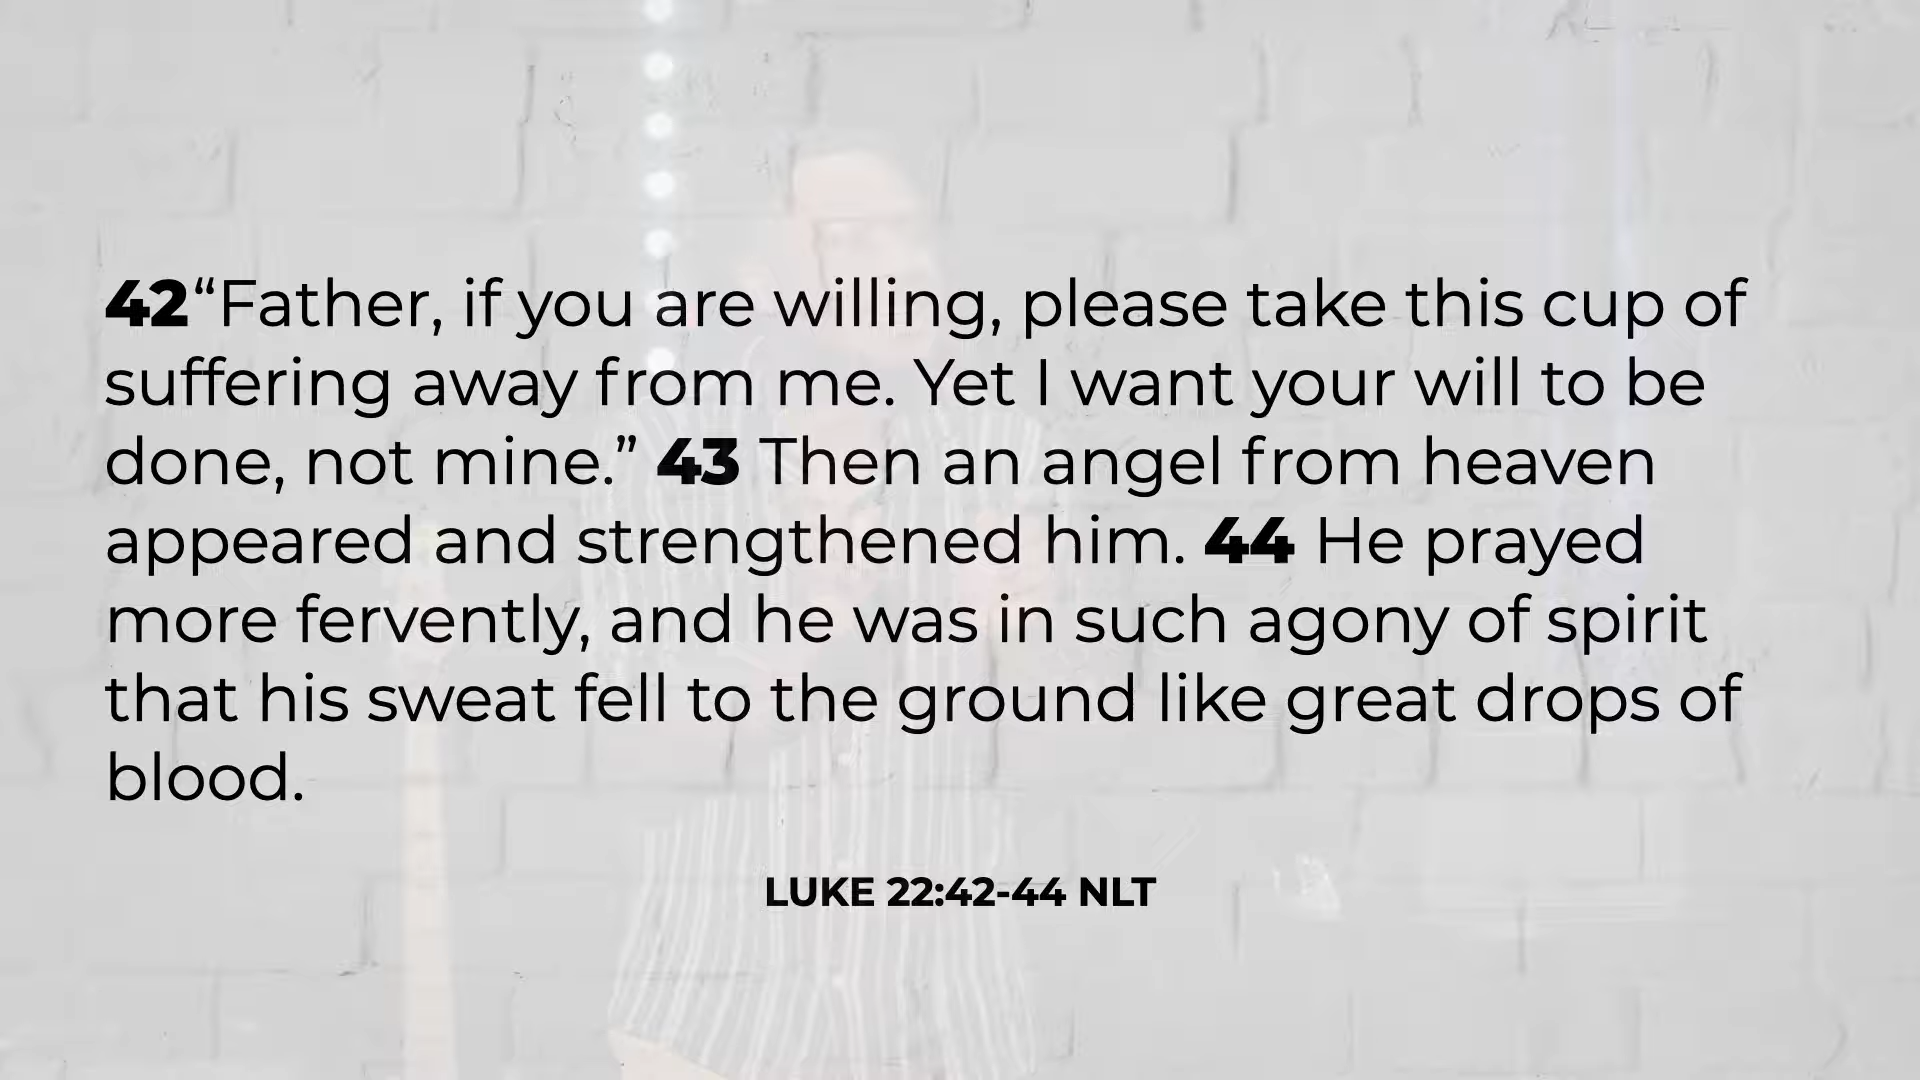 42“Father, if you are willing, please take this cup of
suffering away from me. Yet I want your will to be
done, not mine.” 43 Then an angel from heaven
appeared and strengthened him. 44 He prayed
more fervently, and he was in such agony of spirit
that his sweat fell to the ground like great drops of
blood.
LUKE 22:42-44 NLT